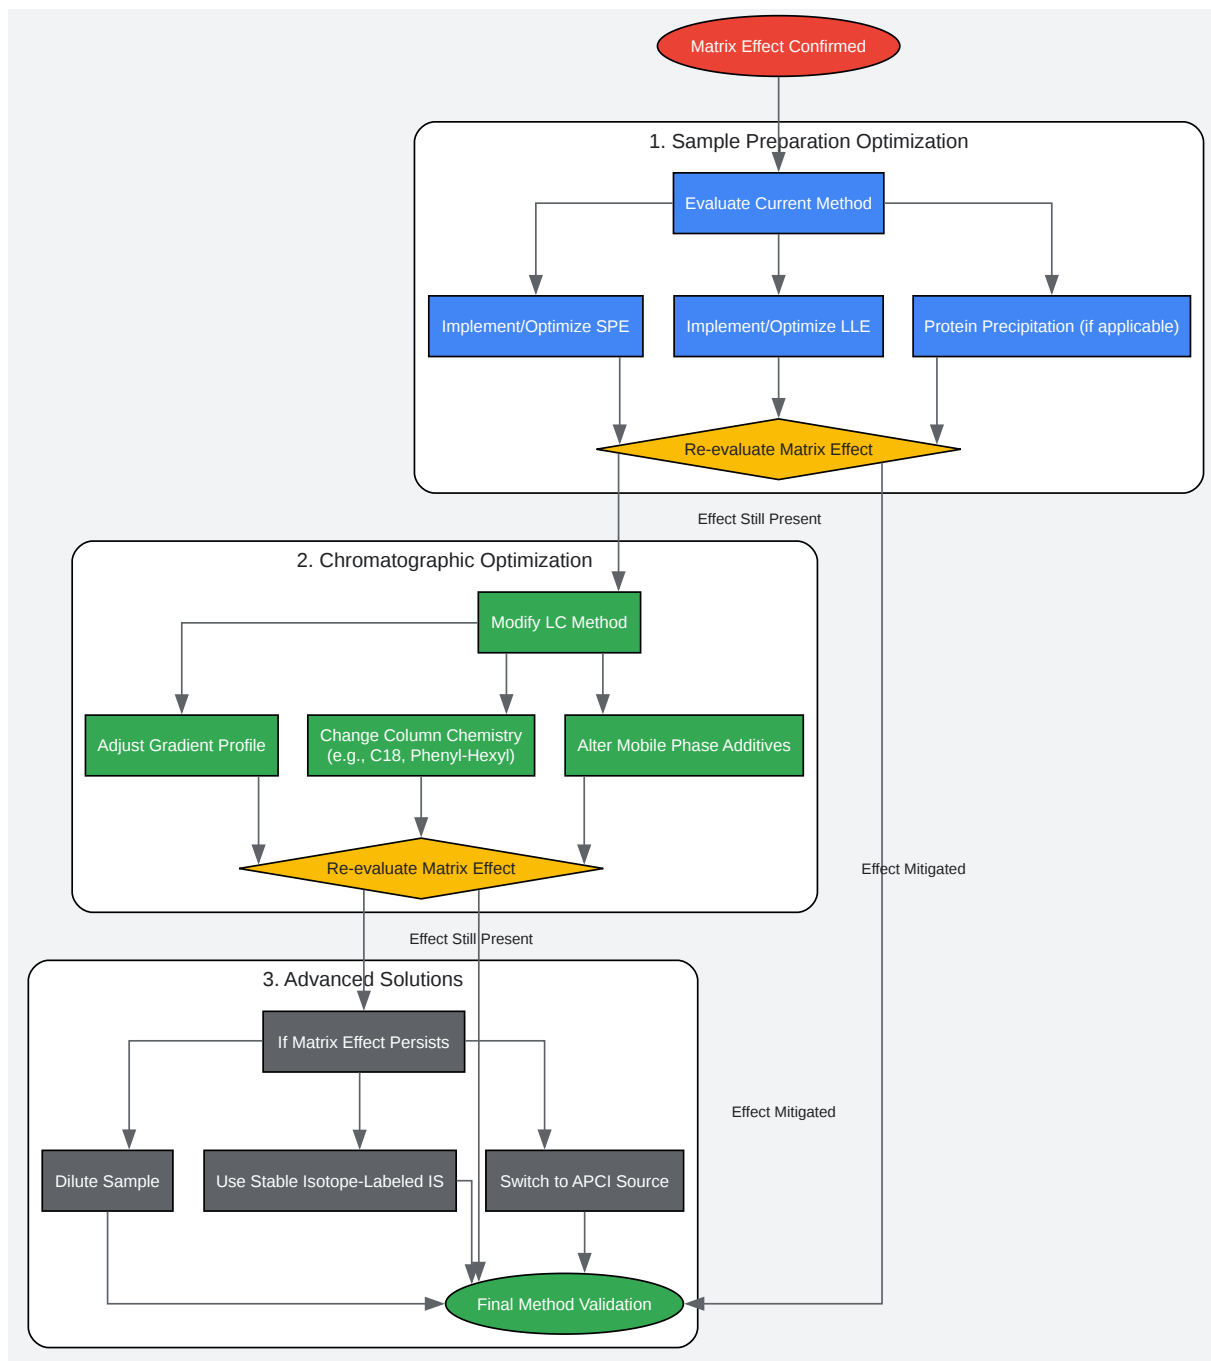 Matrix Effect Confirmed
1. Sample Preparation Optimization
Evaluate Current Method
Implement/Optimize SPE
Implement/Optimize LLE
Protein Precipitation (if applicable)
Re-evaluate Matrix Effect
Effect Still Present
2. Chromatographic Optimization
Modify LC Method
Adjust Gradient Profile
Change Column Chemistry
(e.g., C18, Phenyl-Hexyl)
Alter Mobile Phase Additives
Re-evaluate Matrix Effect
Effect Mitigated
Effect Still Present
3. Advanced Solutions
If Matrix Effect Persists
Effect Mitigated
Dilute Sample
Use Stable Isotope-Labeled IS
Switch to APCI Source
Final Method Validation